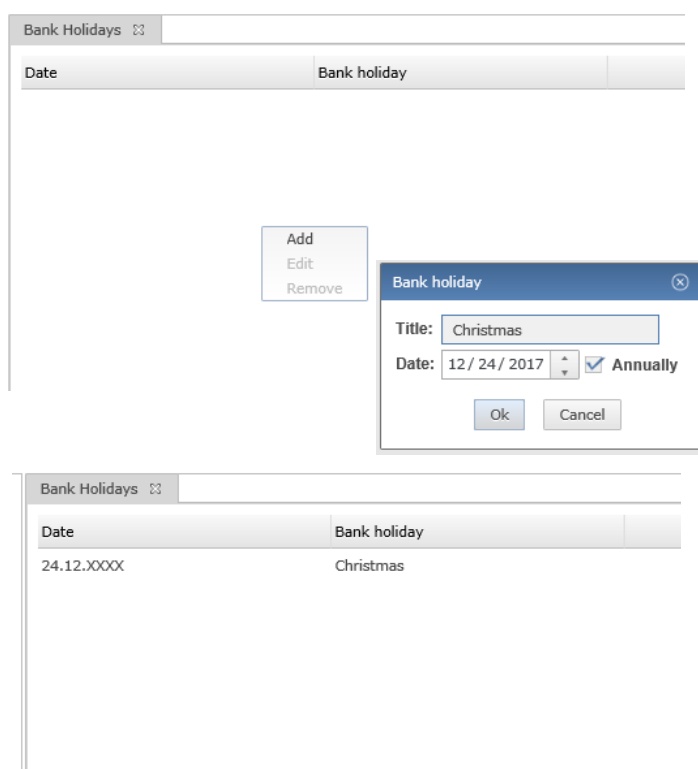 Bank Holidays
Date Bank holiday
Add
Edit
Remove
Bank holiday
Title: Christmas
Date: 12/24/2017 Annually
Ok Cancel
Bank Holidays
Date Bank holiday
24.12.XXXX Christmas